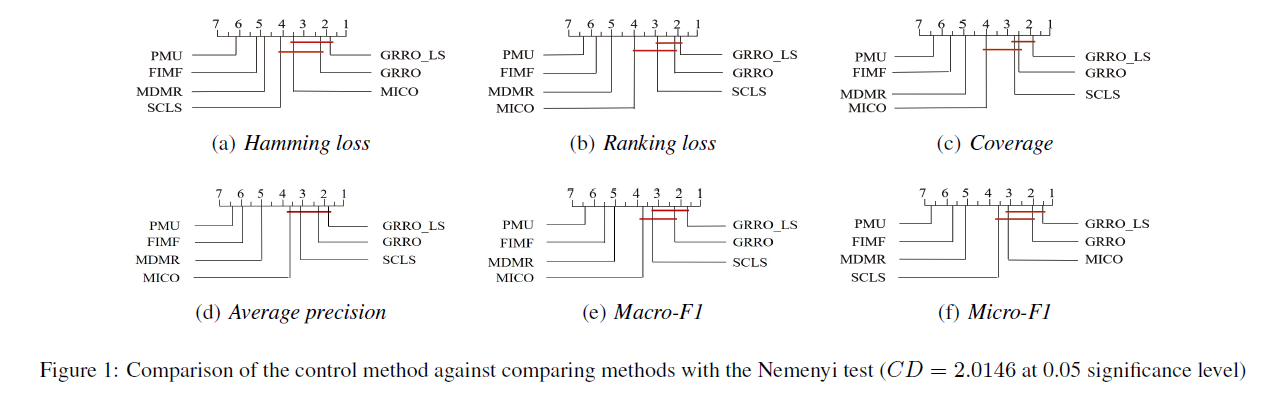 7 6 5 4 3 2 1
PMU
FIMF
MDMR
SCLS
GRRO_LS
GRRO
MICO
(a) Hamming loss
7 6 5 4 3 2 1
PMU
FIMF
MDMR
MICO
GRRO_LS
GRRO
SCLS
(b) Ranking loss
7 6 5 4 3 2 1
PMU
FIMF
MDMR
MICO
GRRO_LS
GRRO
SCLS
(c) Coverage
7 6 5 4 3 2 1
PMU
FIMF
MDMR
MICO
GRRO_LS
GRRO
SCLS
(d) Average precision
7 6 5 4 3 2 1
PMU
FIMF
MDMR
MICO
GRRO_LS
GRRO
SCLS
(e) Macro-F1
7 6 5 4 3 2 1
PMU
FIMF
MDMR
SCLS
GRRO_LS
GRRO
MICO
(f) Micro-F1
Figure 1: Comparison of the control method against comparing methods with the Nemenyi test (CD = 2.0146 at 0.05 significance level)